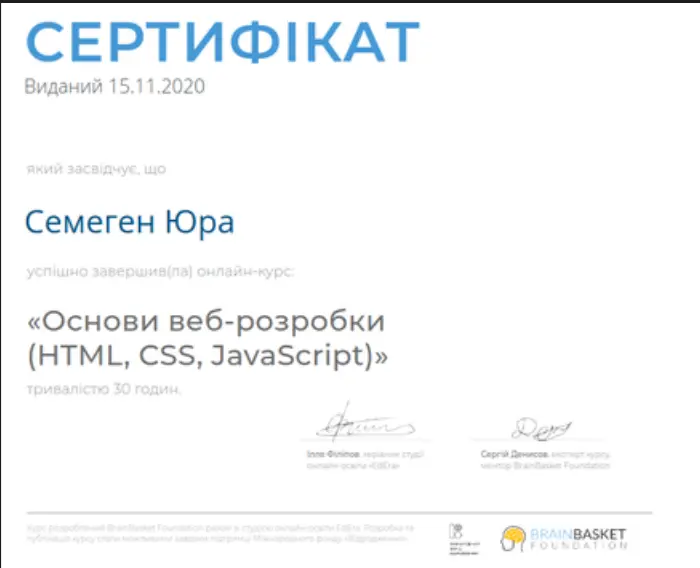 СЕРТИФІКАТ
Виданий 15.11.2020
який засвідчує, що
Семеген Юра
успішно завершив(ла) онлайн-курс:
«Основи веб-розробки
(HTML, CSS, JavaScript)»
тривалістю 30 годин.
Ілля Філіпов, керівник студії
онлайн-освіти «EdEra»
Сергій Денисов, експерт курсу,
ментор BrainBasket Foundation
Курс розроблений BrainBasket Foundation разом зі студією онлайн-освіти EdEra. Розробка та
публікація курсу стали можливими завдяки підтримці Міжнародного фонду «Відродження».
BRAINBASKET
FOUNDATION